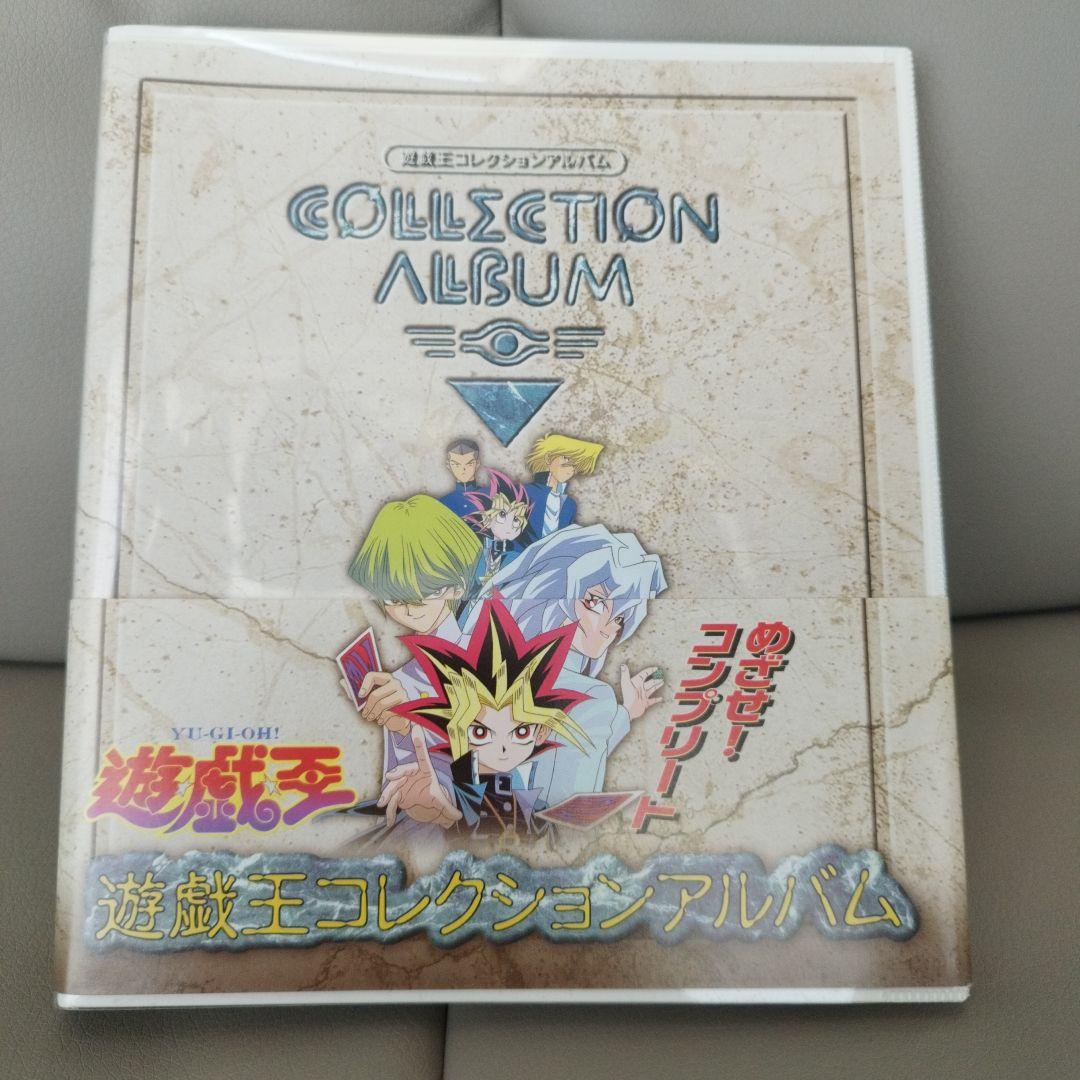 遊戯王コレクションアルバム
COLLECTION
ALBUM
めざせ!
コンプリート
YU-GI-OH!
遊戯王
遊戯王コレクションアルバム